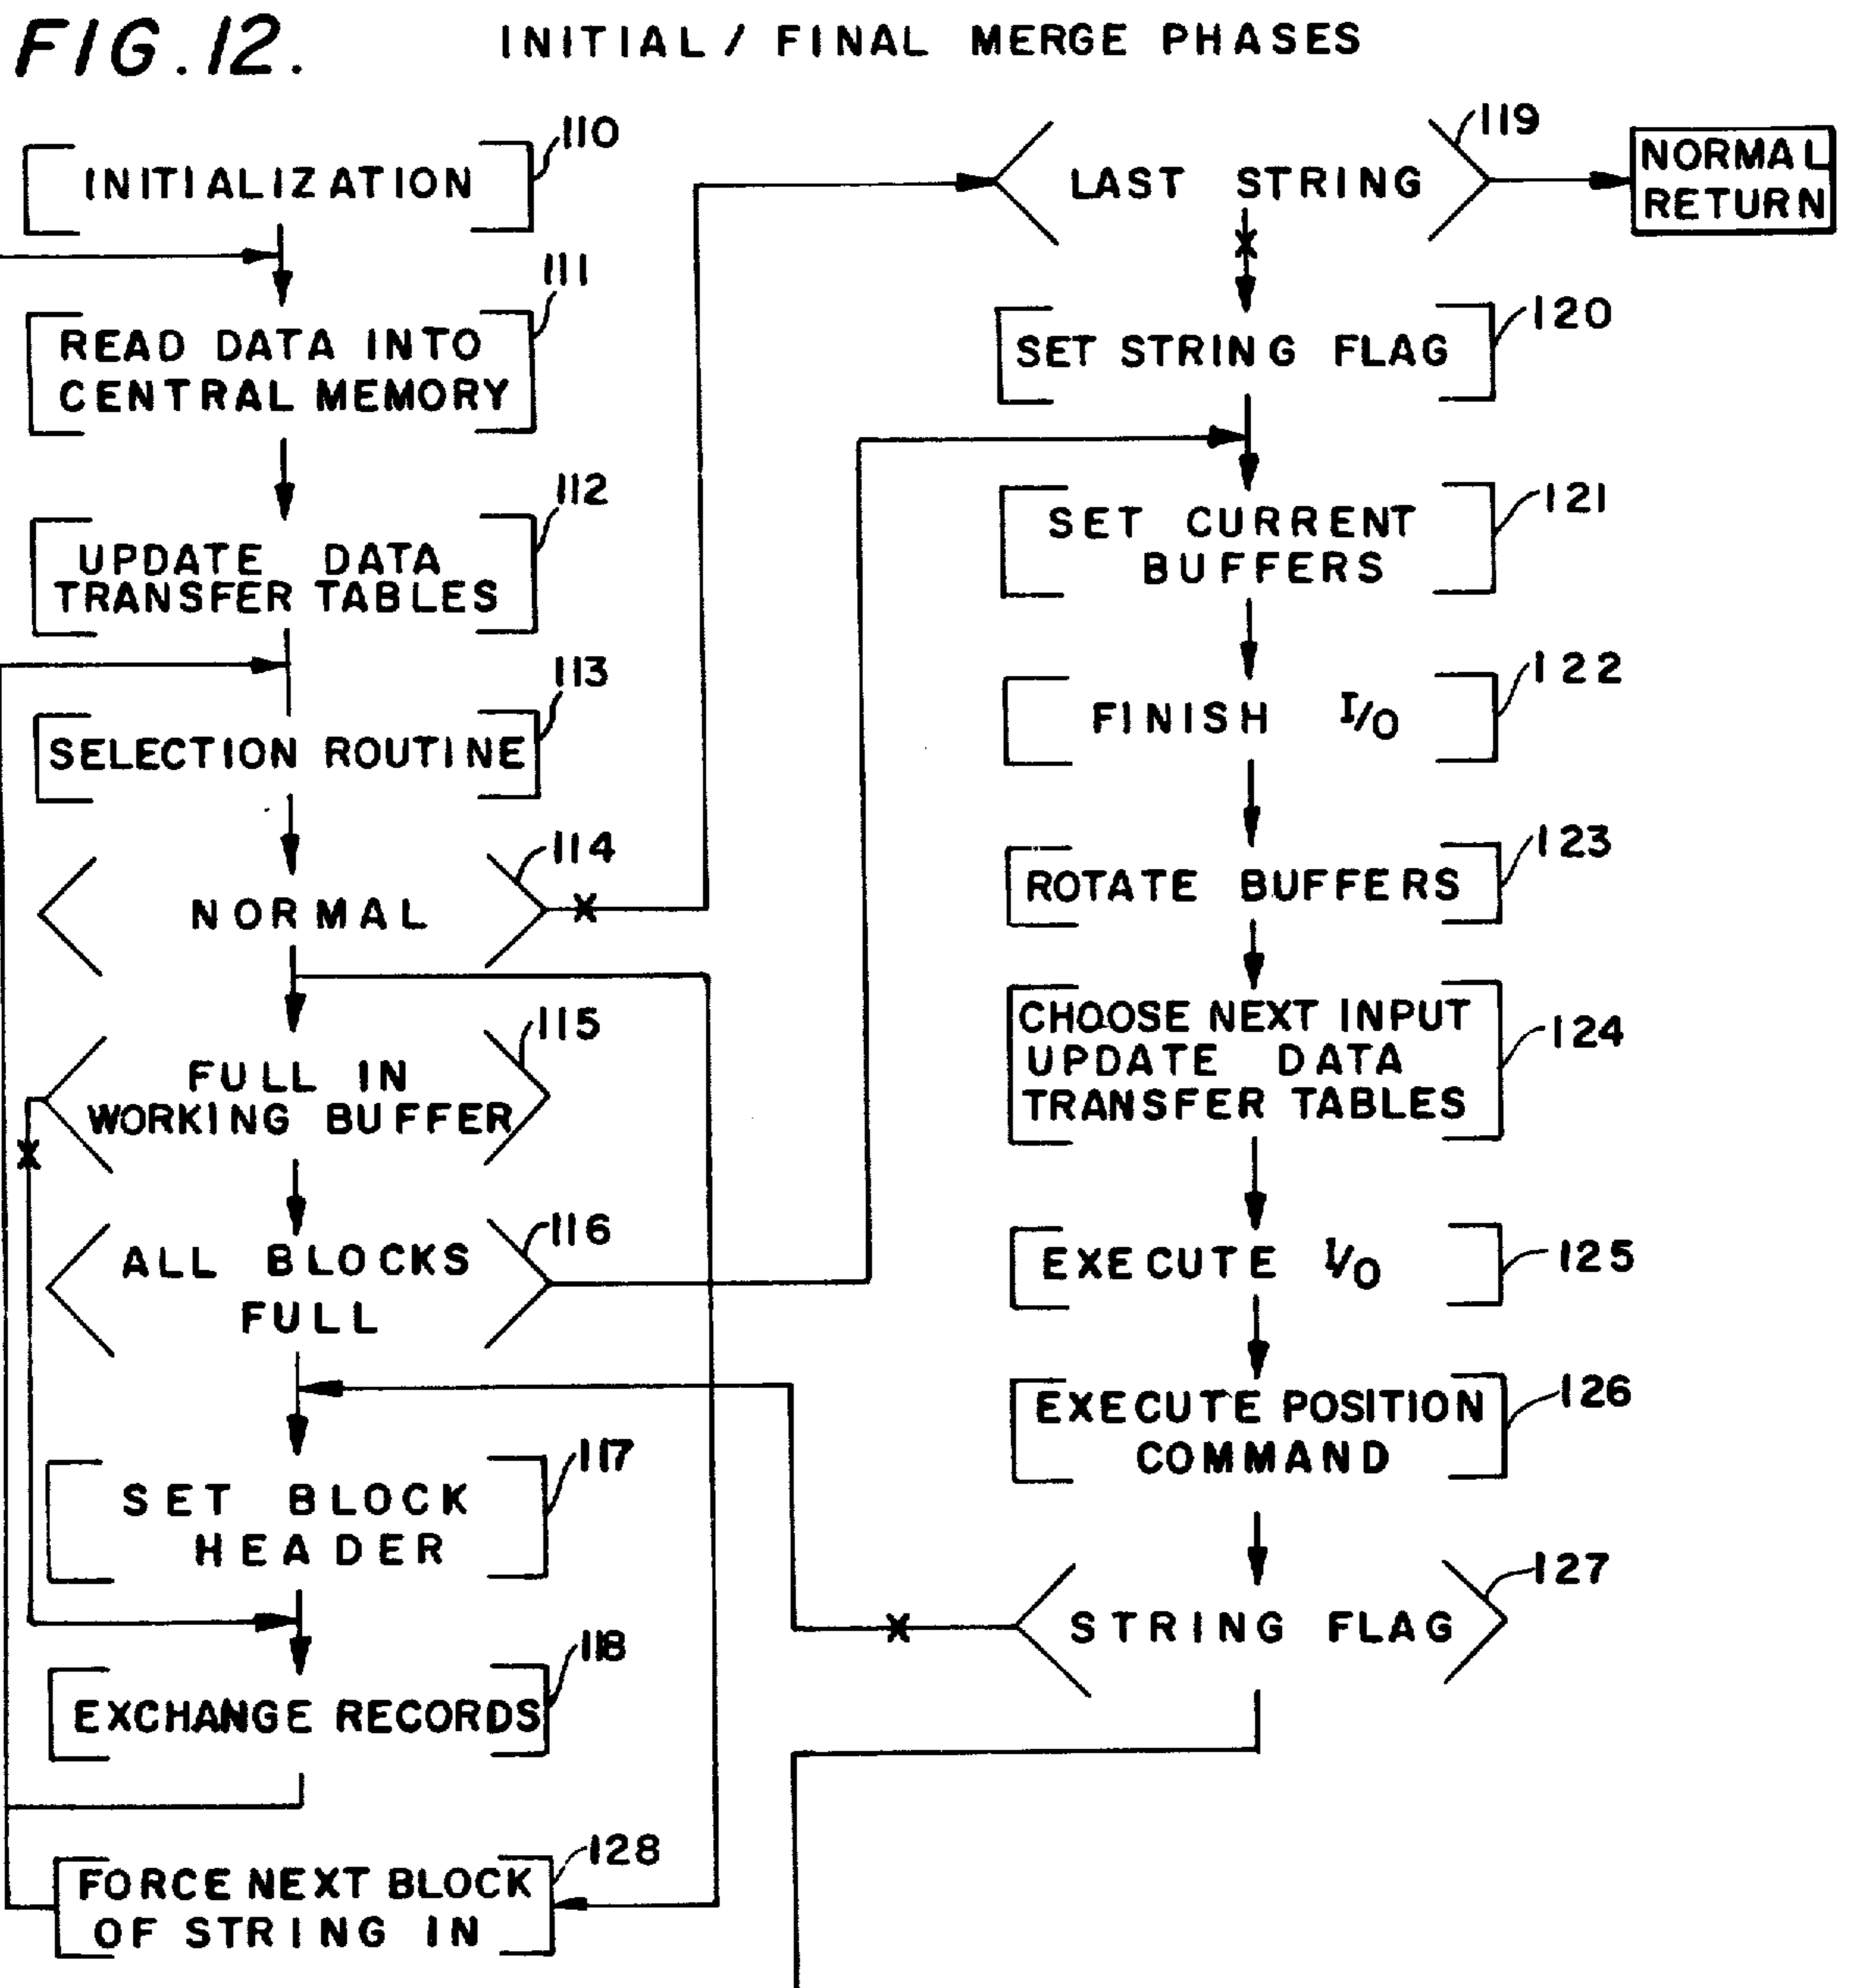 FIG. 12.
INITIAL / FINAL MERGE PHASES
110
INITIALIZATION
111
READ DATA INTO
CENTRAL MEMORY
112
UPDATE DATA
TRANSFER TABLES
113
SELECTION ROUTINE
114
NORMAL
115
FULL IN
WORKING BUFFER
116
ALL BLOCKS
FULL
117
SET BLOCK
HEADER
118
EXCHANGE RECORDS
128
FORCE NEXT BLOCK
OF STRING IN
119
LAST STRING
NORMAL
RETURN
120
SET STRING FLAG
121
SET CURRENT
BUFFERS
122
FINISH I/O
123
ROTATE BUFFERS
124
CHOOSE NEXT INPUT
UPDATE DATA
TRANSFER TABLES
125
EXECUTE I/O
126
EXECUTE POSITION
COMMAND
127
STRING FLAG